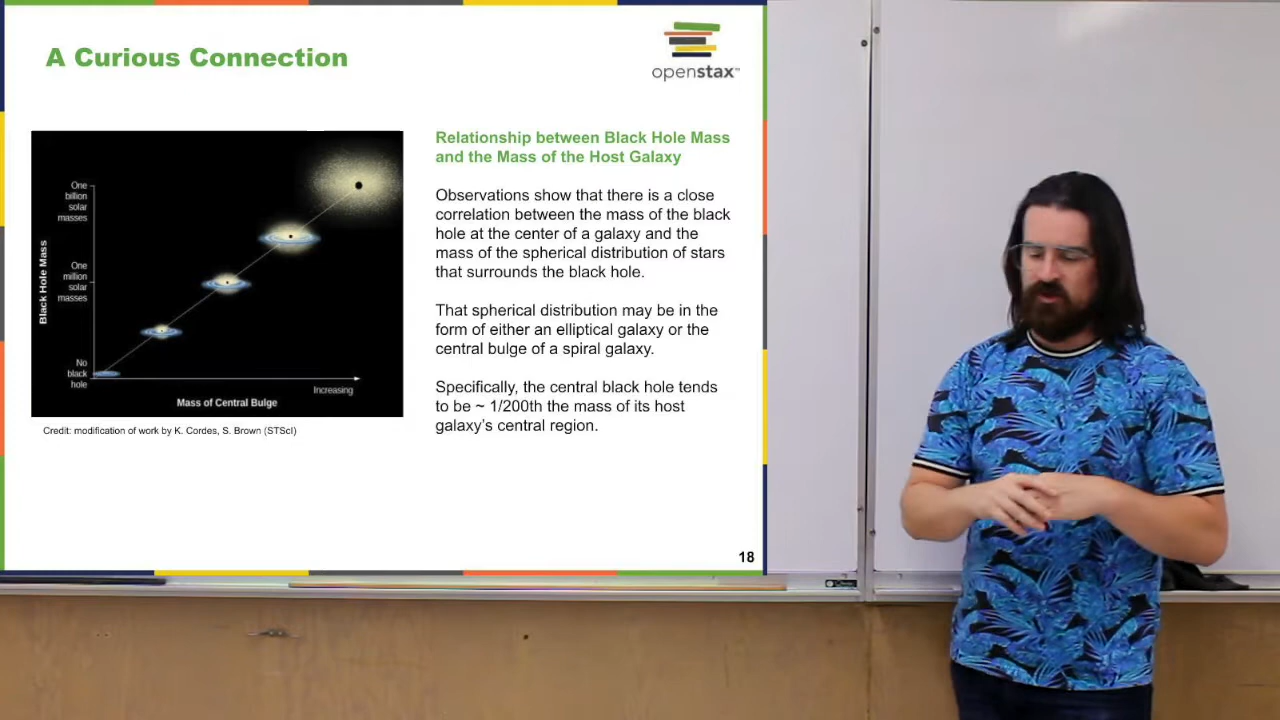 A Curious Connection
openstax™
One
billion
solar
masses
One
million
solar
masses
No
black
hole
Black Hole Mass
Increasing
Mass of Central Bulge
Credit: modification of work by K. Cordes, S. Brown (STScI)
Relationship between Black Hole Mass
and the Mass of the Host Galaxy
Observations show that there is a close
correlation between the mass of the black
hole at the center of a galaxy and the
mass of the spherical distribution of stars
that surrounds the black hole.
That spherical distribution may be in the
form of either an elliptical galaxy or the
central bulge of a spiral galaxy.
Specifically, the central black hole tends
to be ~ 1/200th the mass of its host
galaxy’s central region.
18